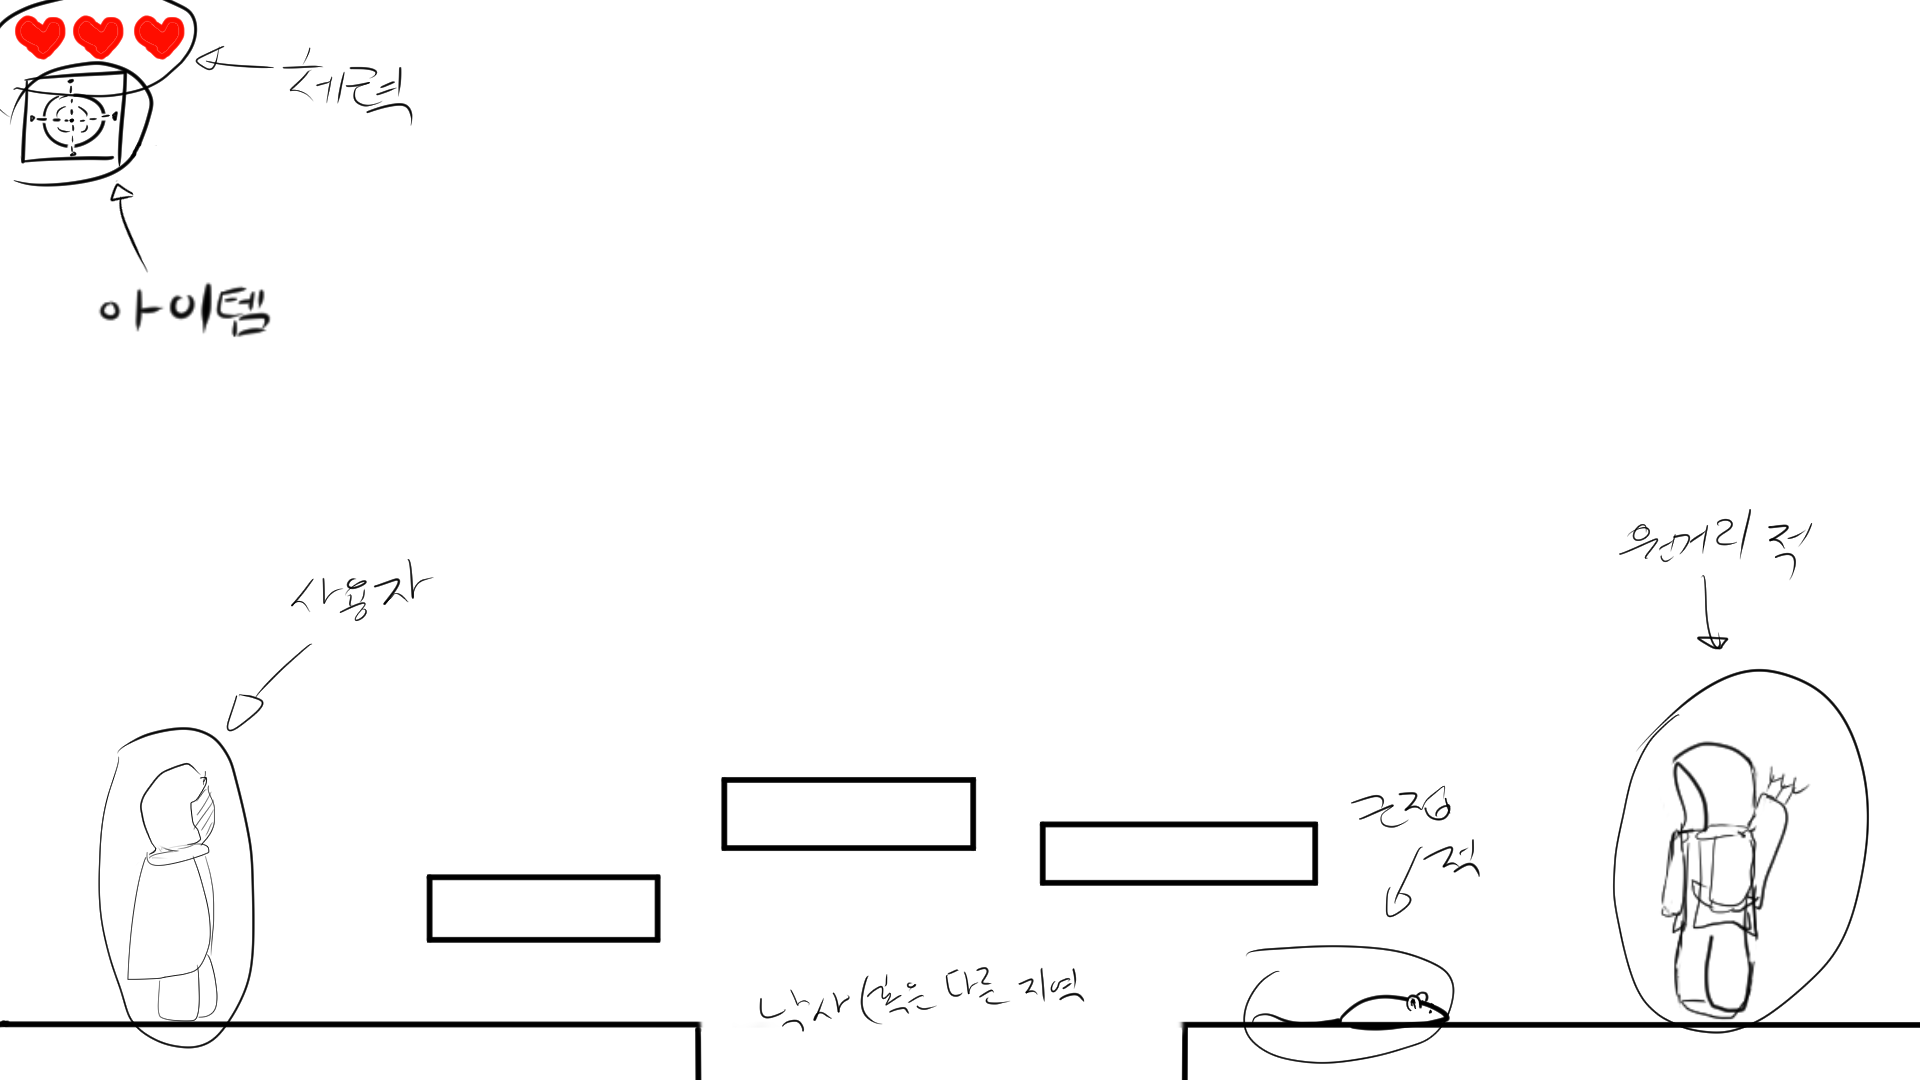 체력
아이템
사용자
원거리 적
근접
적
낙사 (혹은 다른 지역